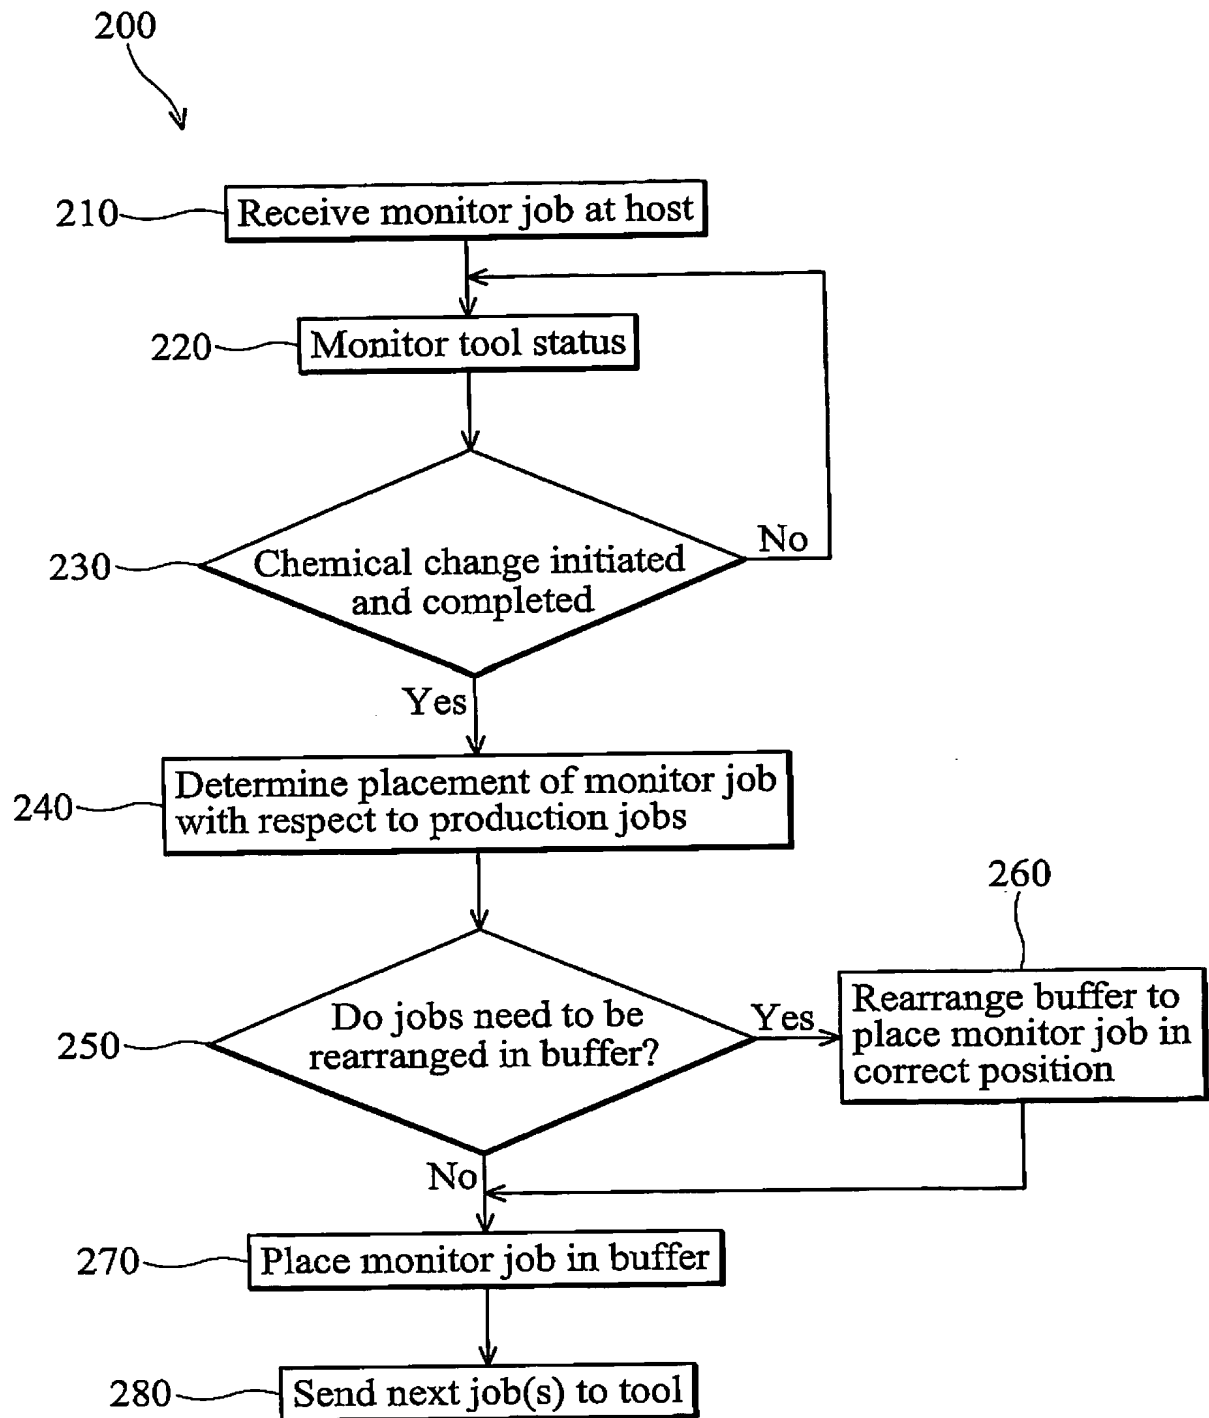 200
210
Receive monitor job at host
220
Monitor tool status
230
Chemical change initiated
and completed
No
Yes
240
Determine placement of monitor job
with respect to production jobs
250
Do jobs need to be
rearranged in buffer?
Yes
260
Rearrange buffer to
place monitor job in
correct position
No
270
Place monitor job in buffer
280
Send next job(s) to tool